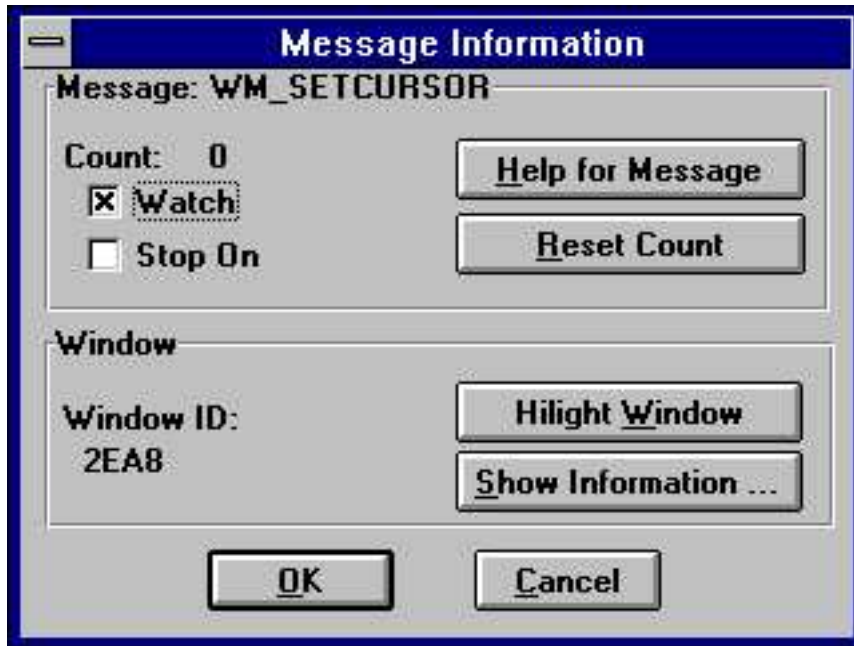 Message Information
Message: WM_SETCURSOR
Count: 0
Help for Message
Watch
Reset Count
Stop On
Window
Window ID:
2EA8
Hilight Window
Show Information ...
OK
Cancel